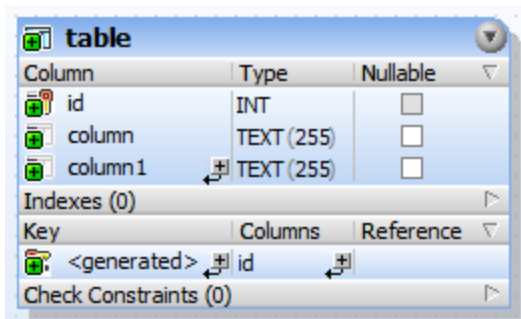 table
Column Type Nullable
id INT
column TEXT (255)
column1 TEXT (255)
Indexes (0)
Key Columns Reference
<generated> id
Check Constraints (0)